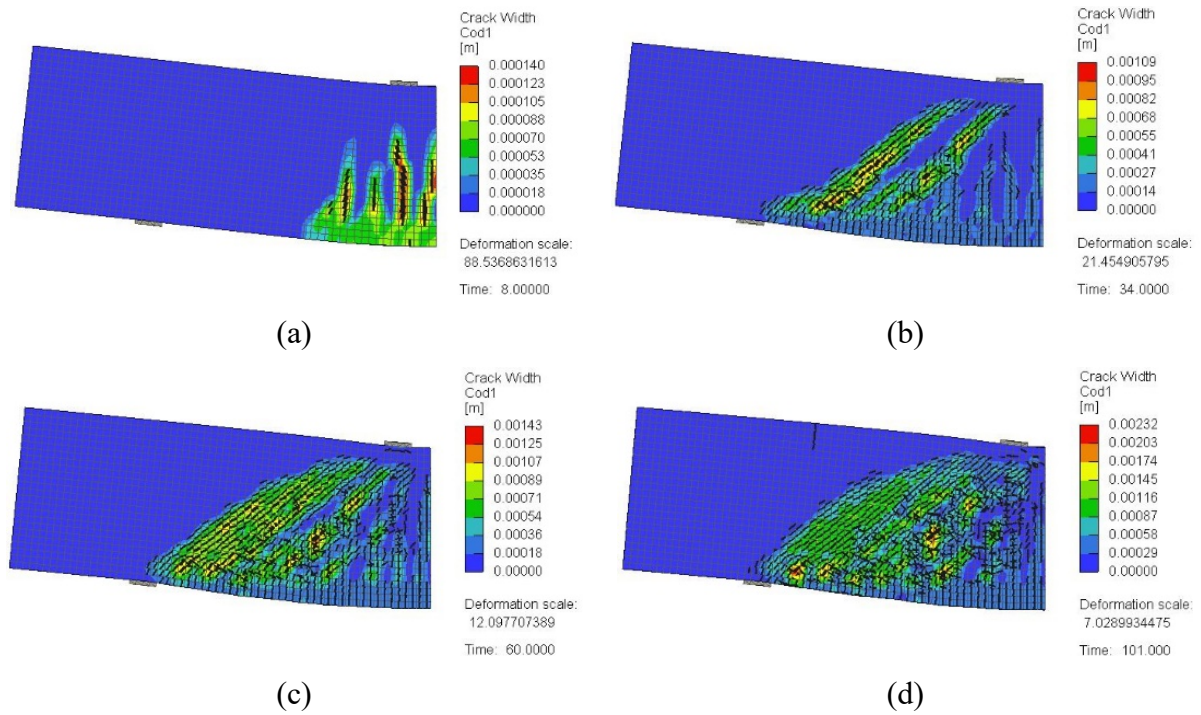 Crack Width
Cod1
[m]
0.000140
0.000123
0.000105
0.000088
0.000070
0.000053
0.000035
0.000018
0.000000
Deformation scale:
88.5368631613
Time: 8.00000
(a)
Crack Width
Cod1
[m]
0.00109
0.00095
0.00082
0.00068
0.00055
0.00041
0.00027
0.00014
0.00000
Deformation scale:
21.454905795
Time: 34.0000
(b)
Crack Width
Cod1
[m]
0.00143
0.00125
0.00107
0.00089
0.00071
0.00054
0.00036
0.00018
0.00000
Deformation scale:
12.097707389
Time: 60.0000
(c)
Crack Width
Cod1
[m]
0.00232
0.00203
0.00174
0.00145
0.00116
0.00087
0.00058
0.00029
0.00000
Deformation scale:
7.0289934475
Time: 101.000
(d)